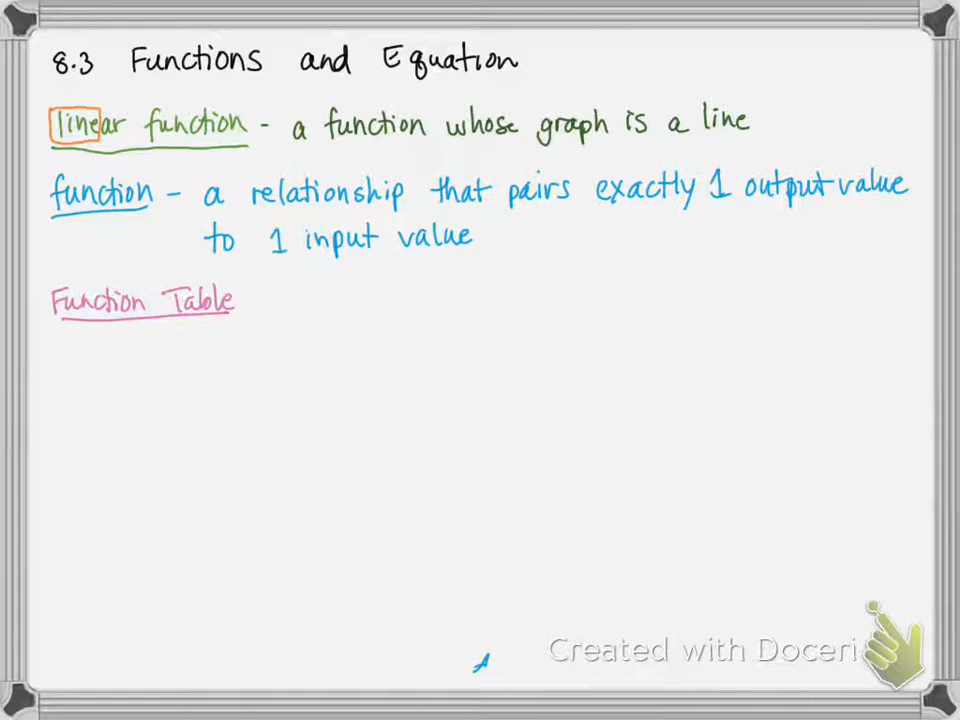 8.3 Functions and Equation
linear function - a function whose graph is a line
function - a relationship that pairs exactly 1 output value
to 1 input value
Function Table
Created with Doceri